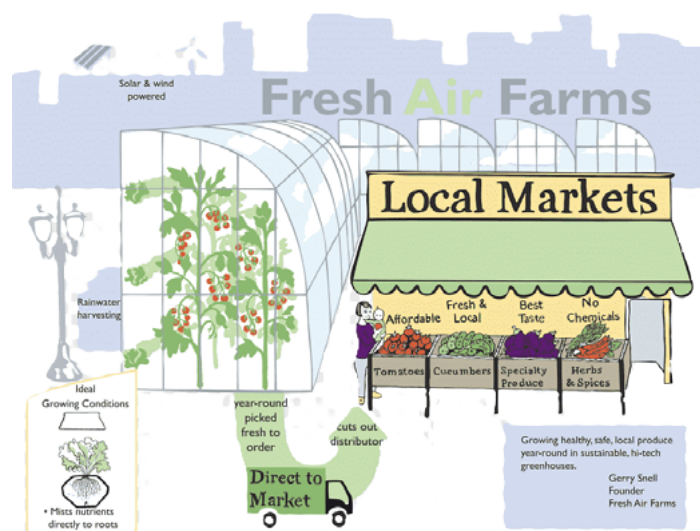 Solar & wind
powered
Fresh Air Farms
Local Markets
Rainwater
harvesting
Affordable
Fresh &
Local
Best
Taste
No
Chemicals
Tomatoes
Cucumbers
Specialty
Produce
Herbs
& Spices
Ideal
Growing Conditions
• Mists nutrients
directly to roots
year-round
picked
fresh to
order
cuts out
distributor
Direct to
Market
Growing healthy, safe, local produce
year-round in sustainable, hi-tech
greenhouses.
Gerry Snell
Founder
Fresh Air Farms